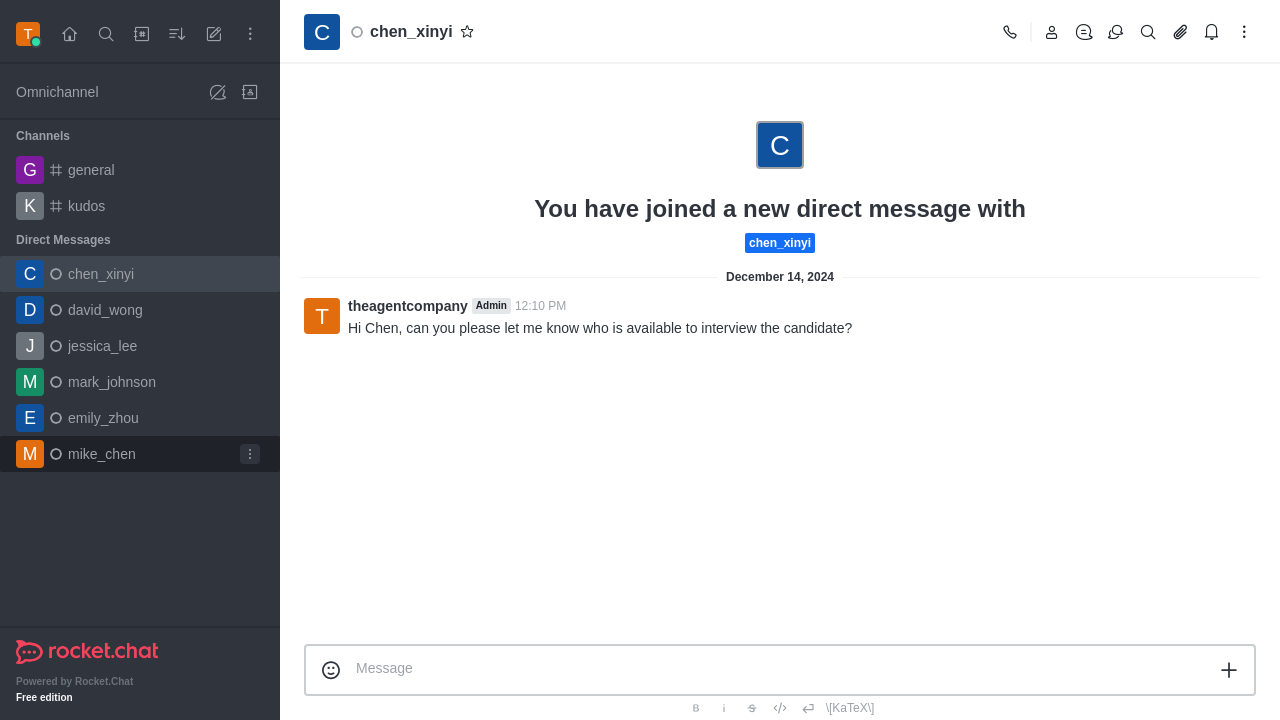 T
Omnichannel
Channels
G general
K kudos
Direct Messages
C chen_xinyi
D david_wong
J jessica_lee
M mark_johnson
E emily_zhou
M mike_chen
rocket.chat
Powered by Rocket.Chat
Free edition
C chen_xinyi
C
You have joined a new direct message with
chen_xinyi
December 14, 2024
T theagentcompany Admin 12:10 PM
Hi Chen, can you please let me know who is available to interview the candidate?
Message
B i S \[KaTeX\]